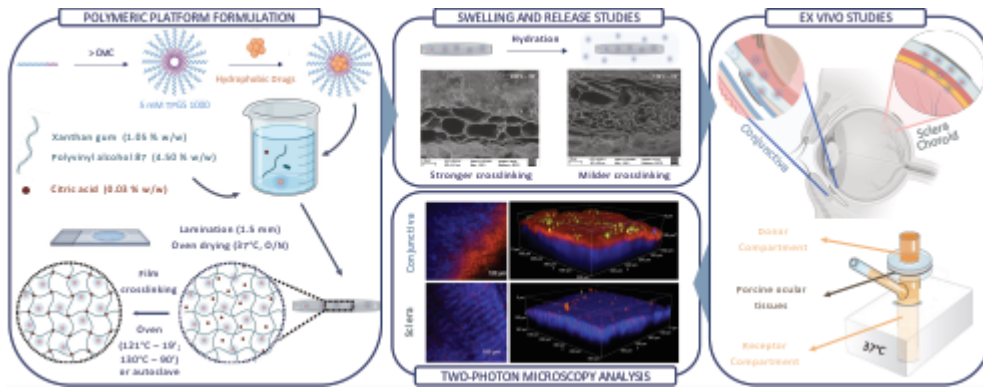 POLYMERIC PLATFORM FORMULATION
> CMC
Hydrophobic Drugs
5 mM TPGS 1000
Xanthan gum (1.05 % w/w)
Polyvinyl alcohol 87 (4.50 % w/w)
Citric acid (0.03 % w/w)
Lamination (1.5 mm)
Oven drying (37°C, O/N)
Film
crosslinking
Oven
(121°C – 19';
130°C – 90')
or autoclave
SWELLING AND RELEASE STUDIES
Hydration
Stronger crosslinking
Milder crosslinking
Conjunctiva
Sclera
TWO-PHOTON MICROSCOPY ANALYSIS
EX VIVO STUDIES
Conjunctiva
Sclera
Choroid
Donor
Compartment
Porcine ocular
tissues
Receptor
Compartment
37°C